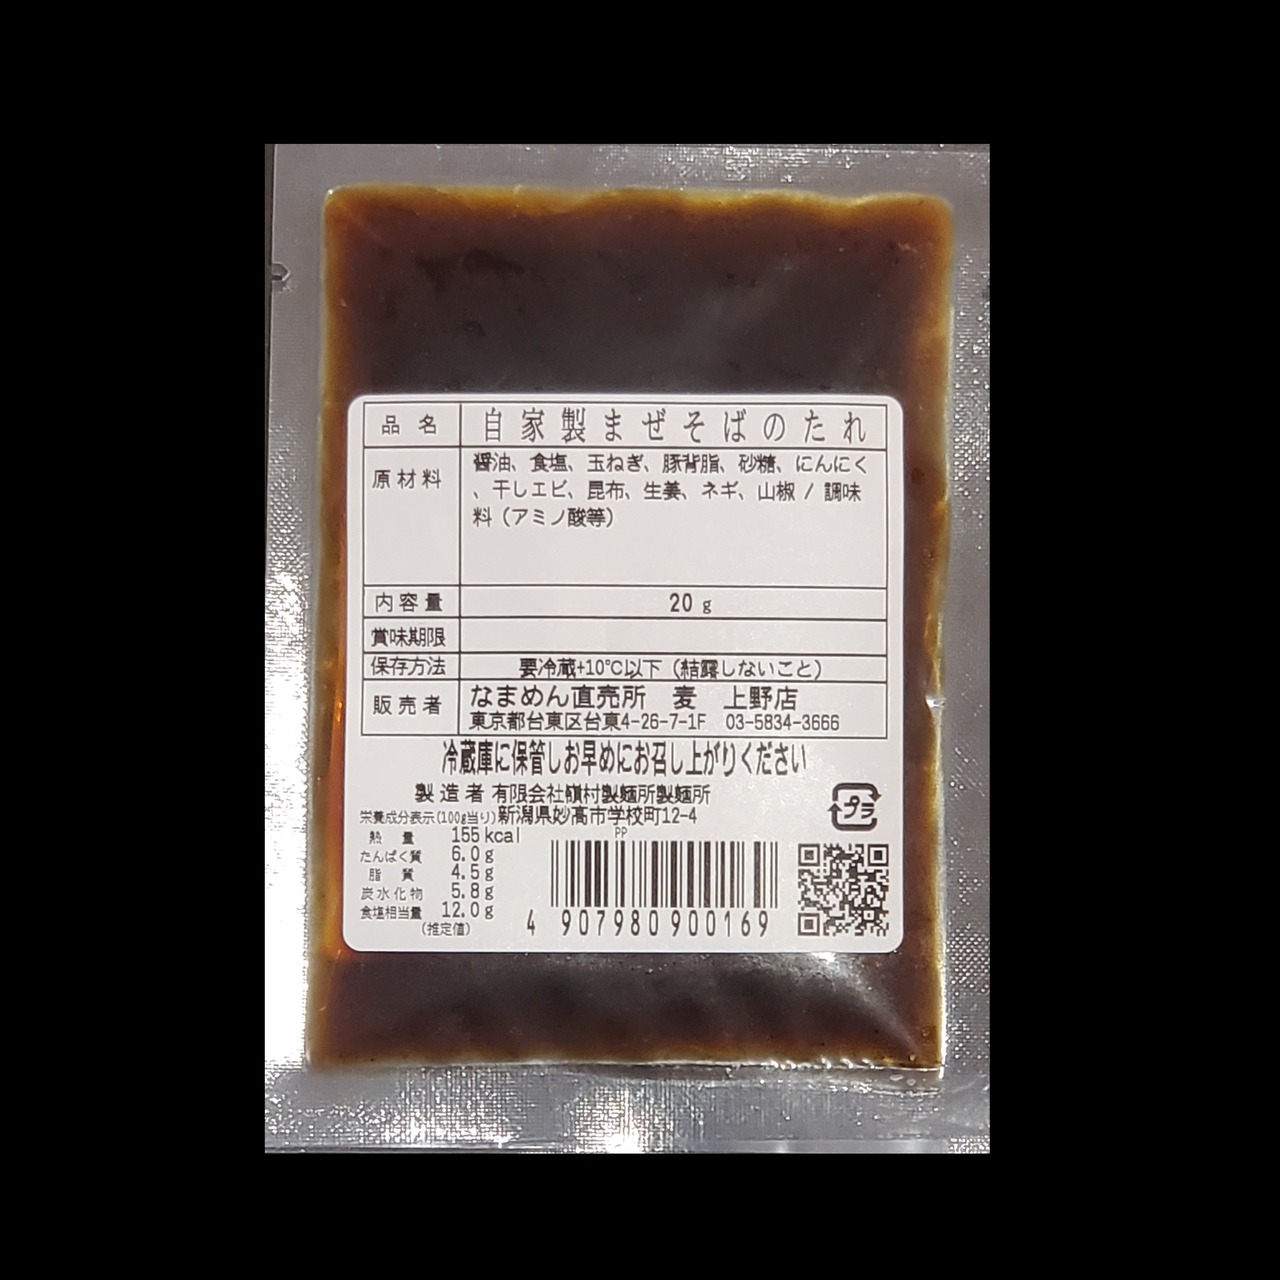 品名 自家製まぜそばのたれ
原材料 醤油、食塩、玉ねぎ、豚背脂、砂糖、にんにく
、干しエビ、昆布、生姜、ネギ、山椒 / 調味
料（アミノ酸等）
内容量 20 g
賞味期限
保存方法 要冷蔵+10℃以下（結露しないこと）
販売者 なまめん直売所 麦 上野店
東京都台東区台東4-26-7-1F 03-5834-3666
冷蔵庫に保管しお早めにお召し上がりください
製造者 有限会社嶺村製麺所製麺所
新潟県妙高市学校町12-4
プラ
PP
栄養成分表示(100g当り)
熱量 155kcal
たんぱく質 6.0g
脂質 4.5g
炭水化物 5.8g
食塩相当量 12.0g
(推定値)
4 907980 900169